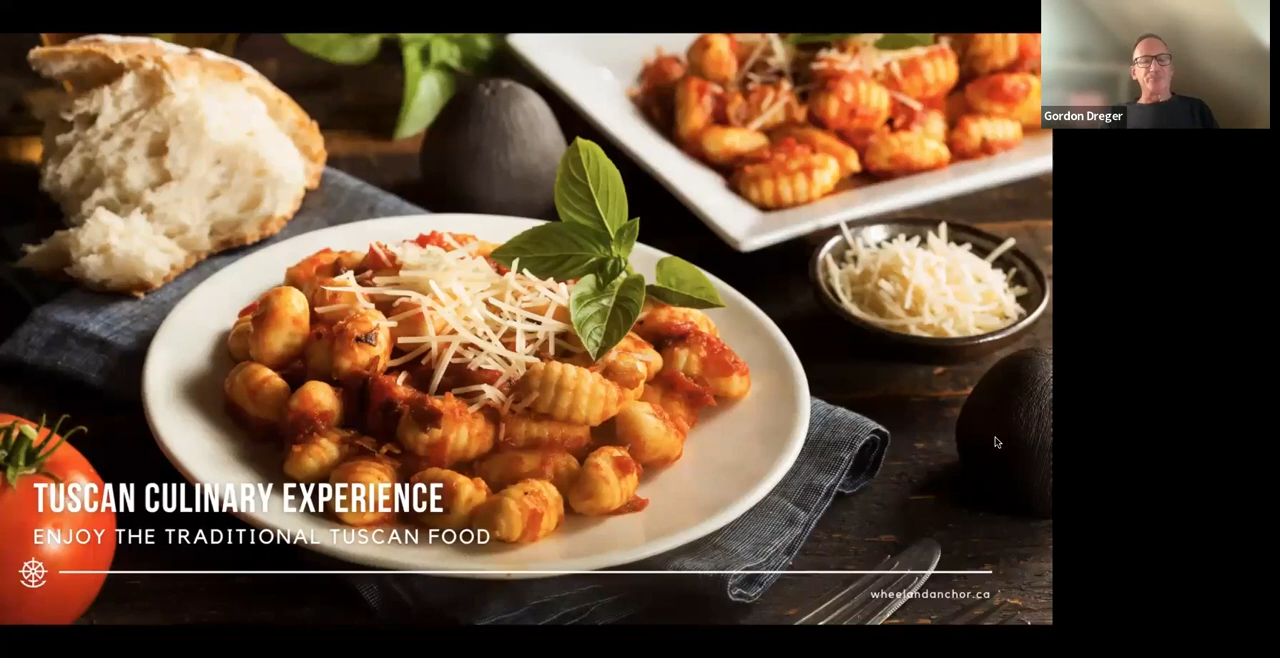 Gordon Dreger
TUSCAN CULINARY EXPERIENCE
ENJOY THE TRADITIONAL TUSCAN FOOD
wheelandanchor.ca